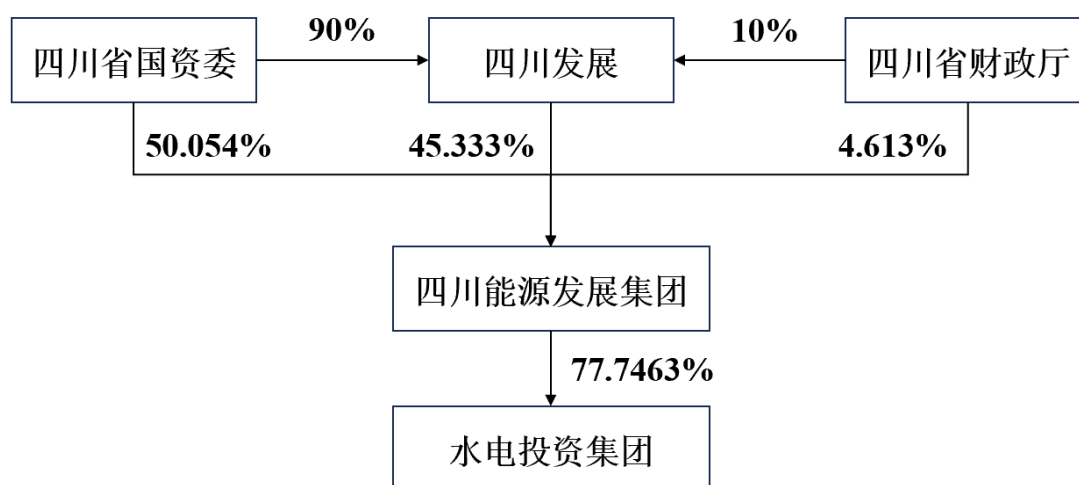 90%
10%
四川省国资委
四川发展
四川省财政厅
50.054%
45.333%
4.613%
四川能源发展集团
77.7463%
水电投资集团